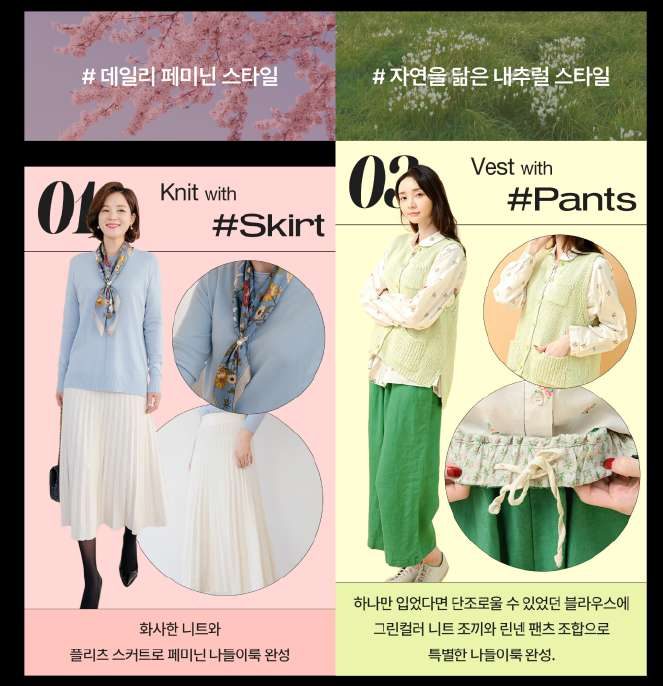 # 데일리 페미닌 스타일
01
Knit with
#Skirt
화사한 니트와
플리츠 스커트로 페미닌 나들이룩 완성
# 자연을 닮은 내추럴 스타일
03
Vest with
#Pants
하나만 입었다면 단조로울 수 있었던 블라우스에
그린컬러 니트 조끼와 린넨 팬츠 조합으로
특별한 나들이룩 완성.